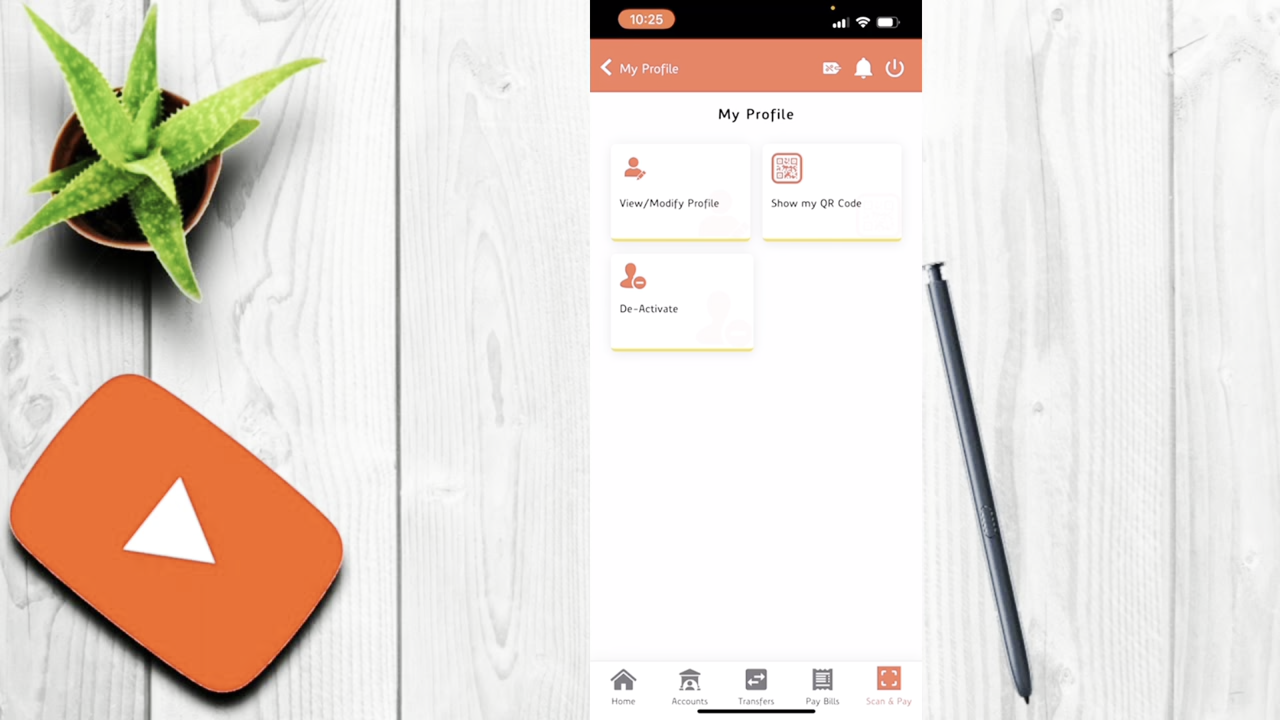 10:25
My Profile
My Profile
View/Modify Profile
Show my QR Code
De-Activate
Home
Accounts
Transfers
Pay Bills
Scan & Pay